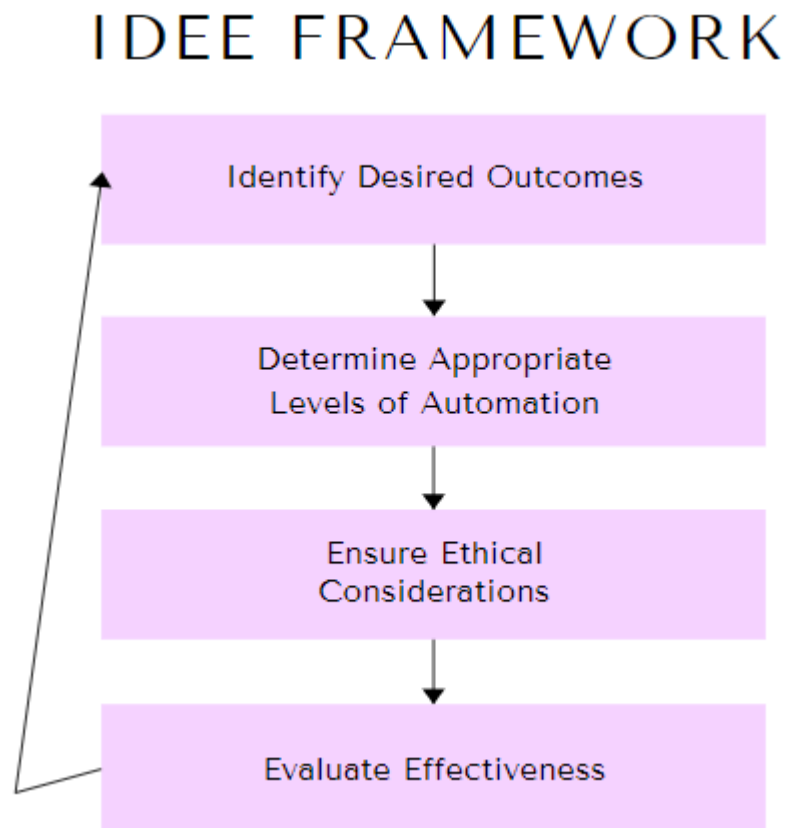 IDEE FRAMEWORK
Identify Desired Outcomes
Determine Appropriate
Levels of Automation
Ensure Ethical
Considerations
Evaluate Effectiveness